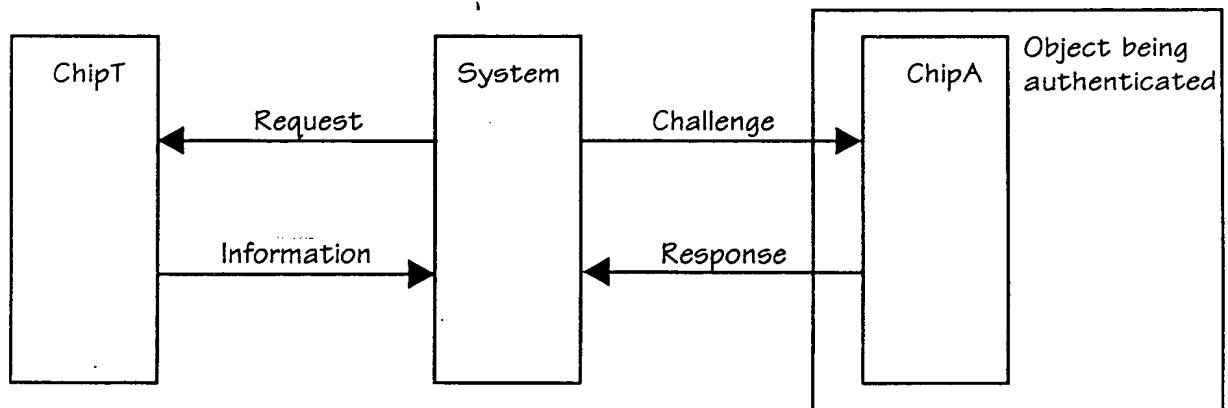 ChipT
System
ChipA
Object being
authenticated
Request
Challenge
Information
Response